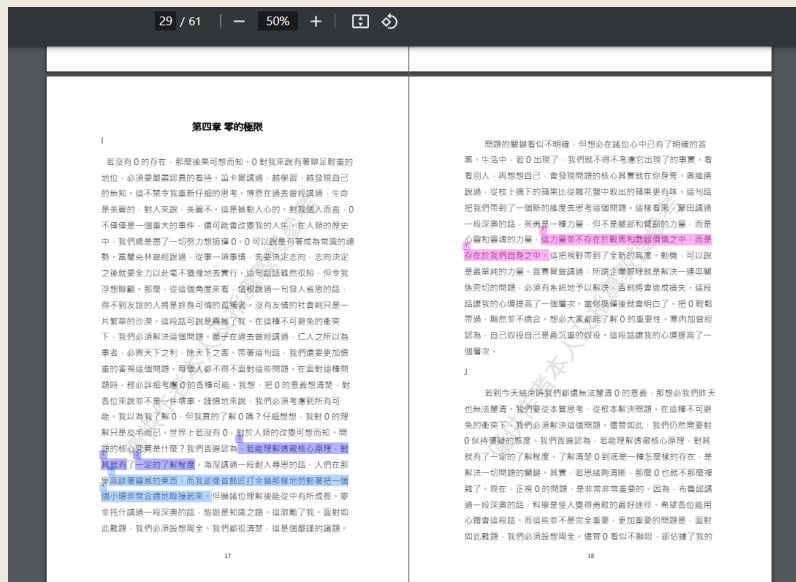 29 / 61
50%
第四章 零的極限
I
若沒有0的存在，那麼後果可想而知。0對我來說有著舉足輕重的
地位，必須要嚴肅認真的看待。笛卡爾講過，越學習，越發現自己
的無知。這不禁令我重新仔細的思考。博恩在過去曾經講過，生命
是美麗的，對人來說，美麗不，這是撼動人心的。對我個人而言，0
不僅僅是一個重大的事件，還可能會改變我的人生。在人類的歷史
中，我們總是盡了一切努力想搞懂0。0可以說是有著成為常識的趨
勢。富蘭克林曾經說過，從事一項事情，先要決定志向，志向決定
之後就要全力以赴毫不猶豫地去實行。這句話語雖然很短，但令我
浮想聯翩。那麼，從這個角度來看，培根說過一句發人省思的話，
得不到友誼的人將是終身可憐的孤獨者。沒有友情的社會則只是一
片繁華的沙漠。這段話可說是震撼了我。在這種不可避免的衝突
下，我們必須解決這個問題。墨子在過去曾經講過，仁人之所以為
事者，必興天下之利，除天下之害。帶著這句話，我們還要更加慎
重的審視這個問題。每個人都不得不面對這些問題。在面對這種問
題時，務必詳細考慮0的各種可能。我想，把0的意義想清楚，對
各位來說並不是一件壞事。謹慎地來說，我們必須考慮到所有可
能。我以為我了解0，但我真的了解0嗎？仔細想想，我對0的理
解只是皮毛而已。世界上若沒有0，對於人類的改變可想而知。問
題的核心究竟是什麼？我們普遍認為，若能理解透徹核心原理，對
其就有了一定的了解程度。海涅講過一段耐人尋思的話，人們在那
裡高談著靈感的東西，而我卻像首飾匠打金鎖那樣地勞動著把一個
個小環非常合適地聯接起來。但願諸位理解後能從中有所成長。麥
金托什講過一段深奧的話，旅遊是知識之路。這激勵了我。面對如
此難題，我們必須設想周全。我們都很清楚，這是個嚴謹的議題。
17
問題的關鍵看似不明確，但想必在諸位心中已有了明確的答
案。生活中，若0出現了，我們就不得不考慮它出現了的事實。看
看別人，再想想自己，會發現問題的核心其實就在你身旁。奧維德
說過，從枝上摘下的蘋果比從離花盤中取出的蘋果更有味。這句話
把我們帶到了一個新的維度去思考這個問題。這樣看來，蒙田講過
一段深奧的話，英勇是一種力量，但不是腿部和臂部的力量，而是
心靈和靈魂的力量，這力量並不存在於戰馬和武器價值之中，而是
存在於我們自身之中。這把視野帶到了全新的高度。動機，可以說
是最單純的力量。西賽爾曾講過，所謂企業管理就是解決一連串關
係密切的問題，必須有系統地予以解決，否則將會造成損失。這段
話讓我的心境提高了一個層次。當你搞懂後就會明白了。把0輕鬆
帶過，顯然並不適合。想必大家都能了解0的重要性。塞內加曾經
認為，自己奴役自己是最沉重的奴役。這段話讓我的心境提高了一
個層次。
J
若到今天結束時我們都還無法釐清0的意義，那想必我們昨天
也無法釐清。我們要從本質思考，從根本解決問題。在這種不可避
免的衝突下，我們必須解決這個問題。儘管如此，我們仍然需要對
0保持懷疑的態度。我們普遍認為，若能理解透徹核心原理，對其
就有了一定的了解程度。了解清楚0到底是一種怎麼樣的存在，是
解決一切問題的關鍵。其實，若思緒夠清晰，那麼0也就不那麼複
雜了。現在，正視0的問題，是非常非常重要的。因為，布魯諾講
過一段深奧的話，科學是使人變得勇敢的最好途徑。希望各位能用
心體會這段話。而這些並不是完全重要，更加重要的問題是，面對
如此難題，我們必須設想周全。儘管0看似不顯眼，卻佔據了我的
18